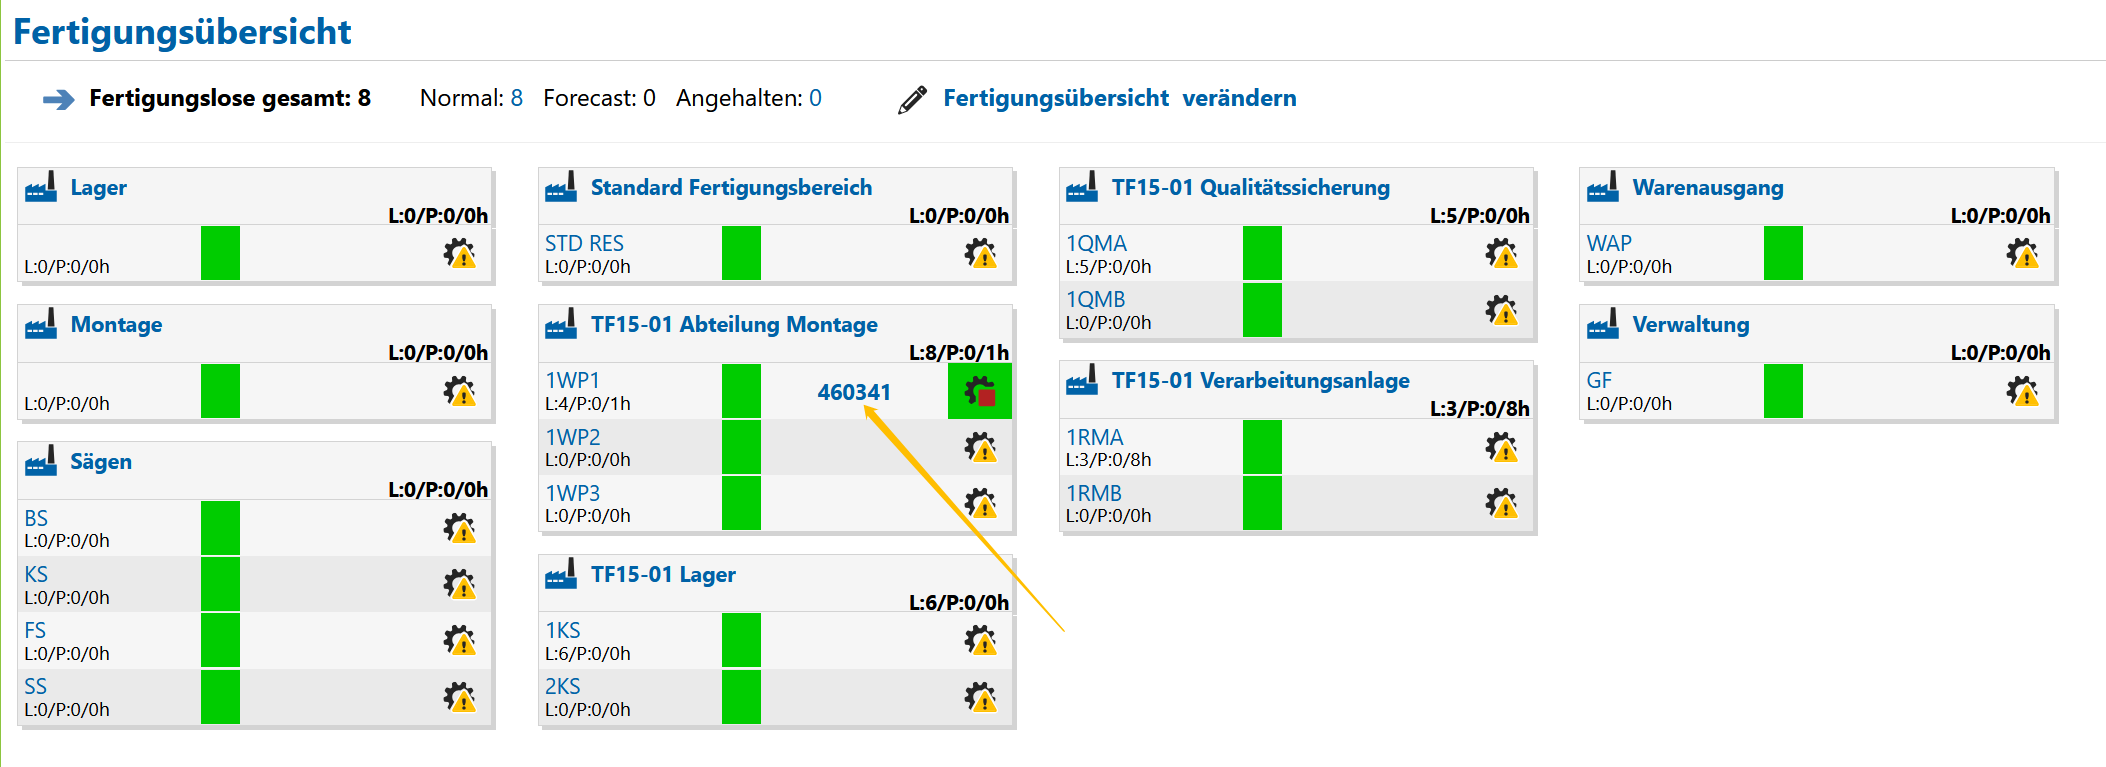 Fertigungsübersicht
Fertigungslose gesamt: 8 Normal: 8 Forecast: 0 Angehalten: 0 Fertigungsübersicht verändern
Lager
L:0/P:0/0h
L:0/P:0/0h
Montage
L:0/P:0/0h
L:0/P:0/0h
Sägen
L:0/P:0/0h
BS
L:0/P:0/0h
KS
L:0/P:0/0h
FS
L:0/P:0/0h
SS
L:0/P:0/0h
Standard Fertigungsbereich
L:0/P:0/0h
STD RES
L:0/P:0/0h
TF15-01 Abteilung Montage
L:8/P:0/1h
1WP1
L:4/P:0/1h
460341
1WP2
L:0/P:0/0h
1WP3
L:0/P:0/0h
TF15-01 Lager
L:6/P:0/0h
1KS
L:6/P:0/0h
2KS
L:0/P:0/0h
TF15-01 Qualitätssicherung
L:5/P:0/0h
1QMA
L:5/P:0/0h
1QMB
L:0/P:0/0h
TF15-01 Verarbeitungsanlage
L:3/P:0/8h
1RMA
L:3/P:0/8h
1RMB
L:0/P:0/0h
Warenausgang
L:0/P:0/0h
WAP
L:0/P:0/0h
Verwaltung
L:0/P:0/0h
GF
L:0/P:0/0h